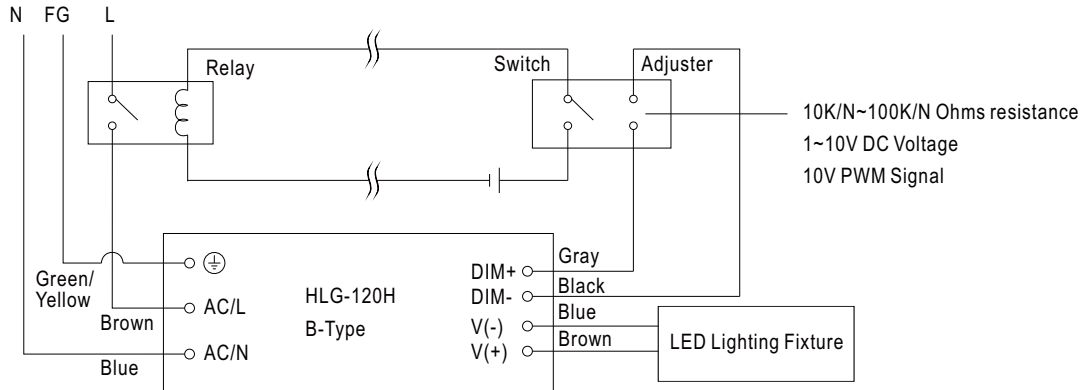 N FG L
Relay
Switch
Adjuster
10K/N~100K/N Ohms resistance
1~10V DC Voltage
10V PWM Signal
Green/
Yellow
Brown
Blue
AC/L
AC/N
HLG-120H
B-Type
DIM+
DIM-
V(-)
V(+)
Gray
Black
Blue
Brown
LED Lighting Fixture